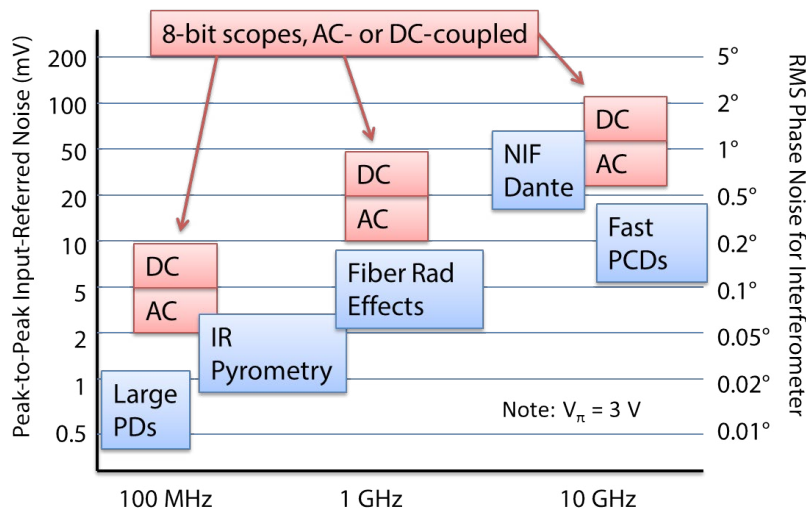 8-bit scopes, AC- or DC-coupled
Peak-to-Peak Input-Referred Noise (mV)
200
100
50
20
10
5
2
1
0.5
DC
AC
Large
PDs
IR
Pyrometry
DC
AC
Fiber Rad
Effects
NIF
Dante
DC
AC
Fast
PCDs
Note: Vπ = 3 V
5°
2°
1°
0.5°
0.2°
0.1°
0.05°
0.02°
0.01°
RMS Phase Noise for Interferometer
100 MHz
1 GHz
10 GHz